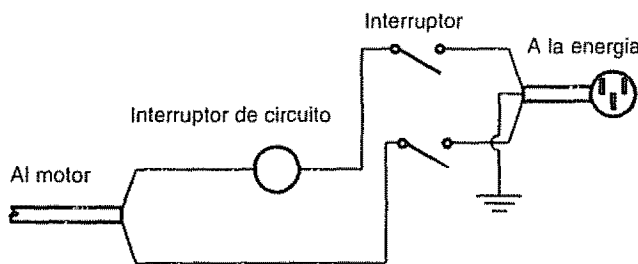 Interruptor
A la energía
Interruptor de circuito
Al motor